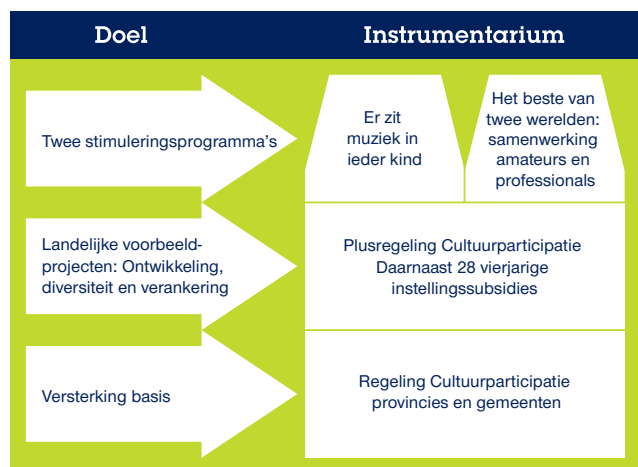 Doel
Instrumentarium
Twee stimuleringsprogramma's
Er zit
muziek in
ieder kind
Het beste van
twee werelden:
samenwerking
amateurs en
professionals
Landelijke voorbeeld-
projecten: Ontwikkeling,
diversiteit en verankering
Plusregeling Cultuurparticipatie
Daarnaast 28 vierjarige
instellingssubsidies
Versterking basis
Regeling Cultuurparticipatie
provincies en gemeenten